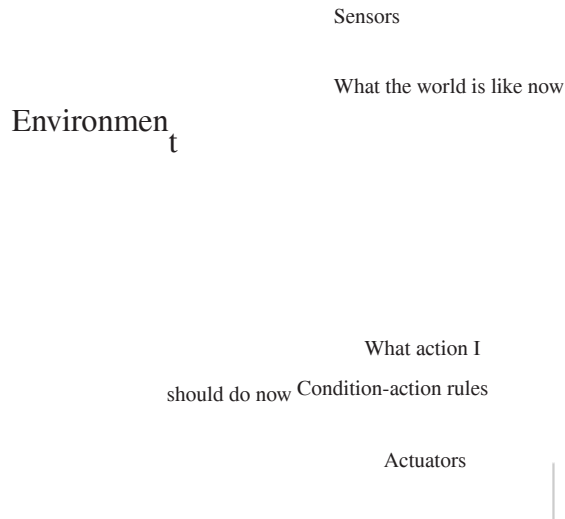 Sensors
What the world is like now
Environment
What action I
should do now Condition-action rules
Actuators